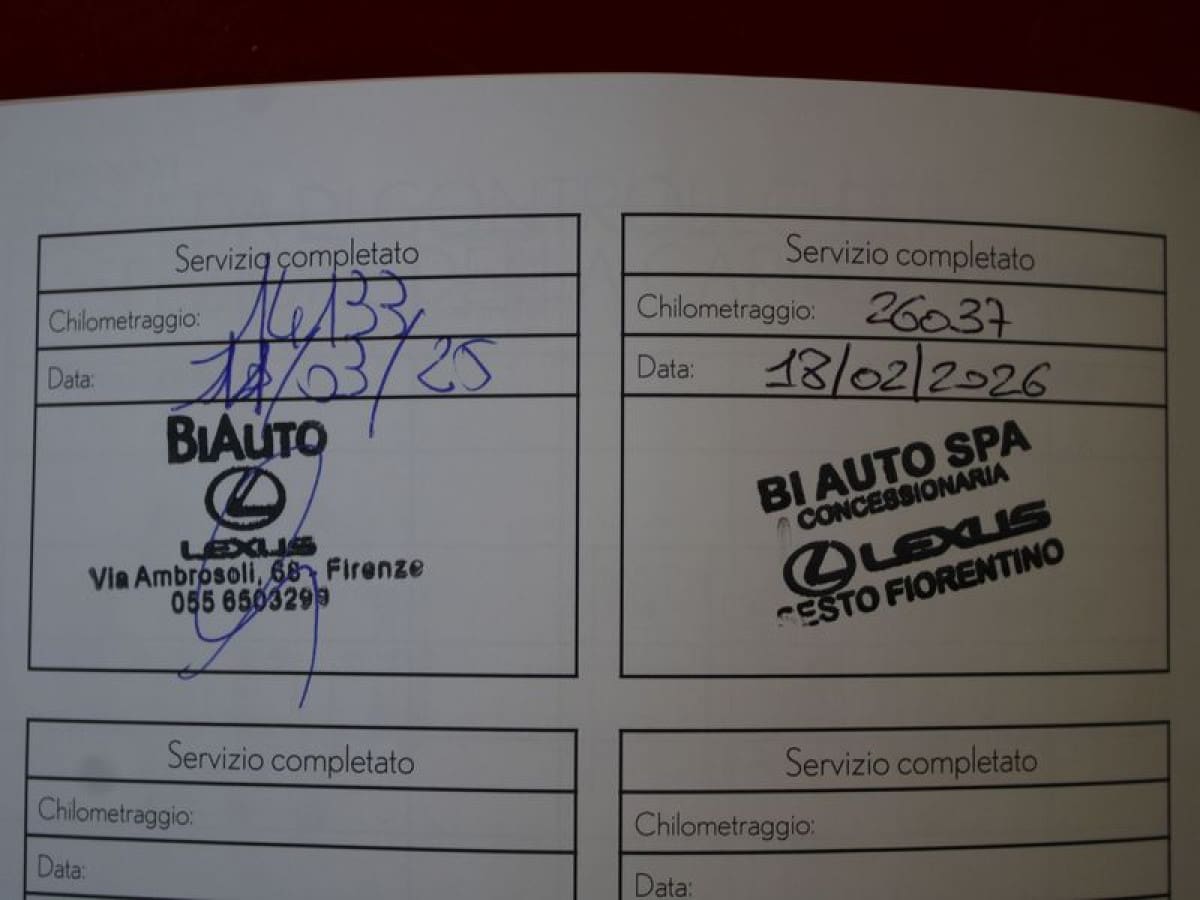 Servizio completato
Chilometraggio: 14133
Data: /03/25
BIAUTO
LEXUS
Via Ambrosoli, 68 - Firenze
055 6503299
Servizio completato
Chilometraggio: 26037
Data: 18/02/2026
BI AUTO SPA
CONCESSIONARIA
LEXUS
SESTO FIORENTINO
Servizio completato
Chilometraggio:
Data:
Servizio completato
Chilometraggio:
Data: